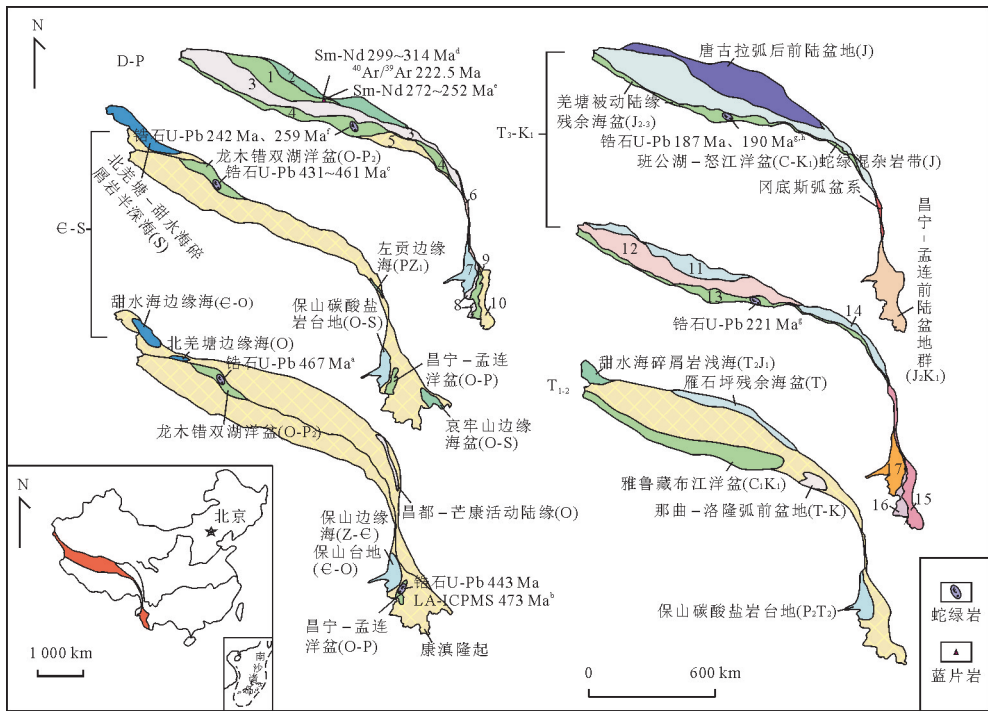 N
D-P
Sm-Nd 299~314 Maᵈ
⁴⁰Ar/³⁹Ar 222.5 Ma
Sm-Nd 272~252 Maᵉ
1
2
3
4
5
3
4
6
7
8
9
10
锆石U-Pb 242 Ma、259 Maᶠ
龙木错双湖洋盆(O-P₂)
锆石U-Pb 431~461 Maᶜ
北羌塘-甜水海碎
屑岩半深海(S)
Є-S
左贡边缘
海(PZ₁)
保山碳酸盐
岩台地(O-S)
昌宁-孟连
洋盆(O-P)
哀牢山边缘
海盆(O-S)
甜水海边缘海(Є-O)
北羌塘边缘海(O)
锆石U-Pb 467 Maᵃ
龙木错双湖洋盆(O-P₂)
昌都-芒康活动陆缘(O)
保山边缘
海(Z-Є)
保山台地
(Є-O)
锆石U-Pb 443 Ma
LA-ICPMS 473 Maᵇ
昌宁-孟连
洋盆(O-P)
康滇隆起
N
北京
1 000 km
南沙诸岛
N
唐古拉弧后前陆盆地(J)
羌塘被动陆缘
残余海盆(J₂₋₃)
T₃-K₁
锆石U-Pb 187 Ma、190 Maᵍ,ʰ
班公湖-怒江洋盆(C-K₁)蛇绿混杂岩带(J)
冈底斯弧盆系
昌宁-孟连前陆盆地群
(J₂K₁)
11
12
13
14
锆石U-Pb 221 Maᵍ
7
15
16
甜水海碎屑岩浅海(T₂J₁)
雁石坪残余海盆(T)
T₁₋₂
雅鲁藏布江洋盆(C₁K₁)
那曲-洛隆弧前盆地(T-K)
保山碳酸盐岩台地(P₂T₂)
0
600 km
蛇绿岩
蓝片岩